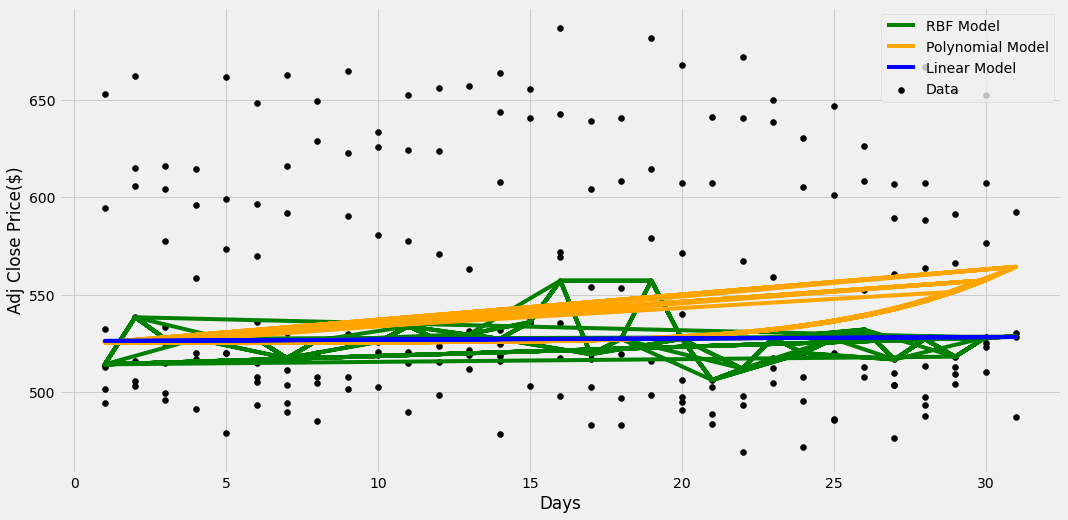 RBF Model
Polynomial Model
Linear Model
Data
Adj Close Price($)
650
600
550
500
0 5 10 15 20 25 30
Days